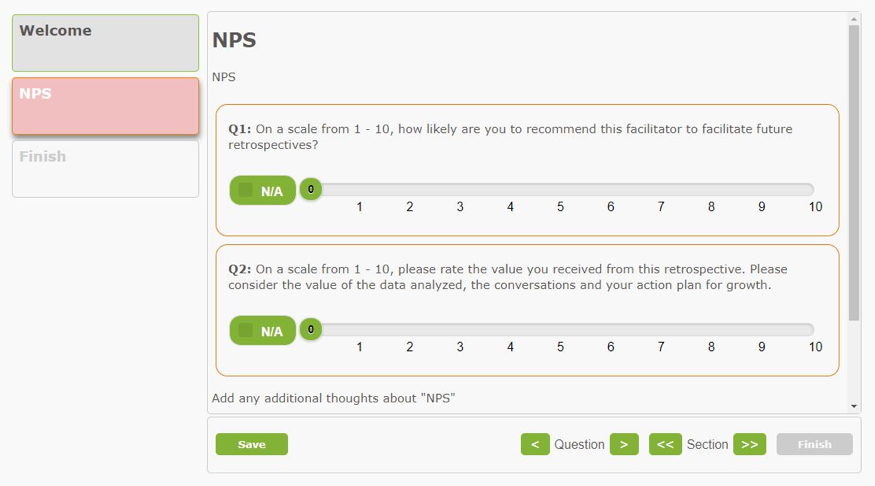 Welcome
NPS
Finish
NPS
NPS
Q1: On a scale from 1 - 10, how likely are you to recommend this facilitator to facilitate future
retrospectives?
N/A 0
1 2 3 4 5 6 7 8 9 10
Q2: On a scale from 1 - 10, please rate the value you received from this retrospective. Please
consider the value of the data analyzed, the conversations and your action plan for growth.
N/A 0
1 2 3 4 5 6 7 8 9 10
Add any additional thoughts about "NPS"
Save < Question > << Section >> Finish